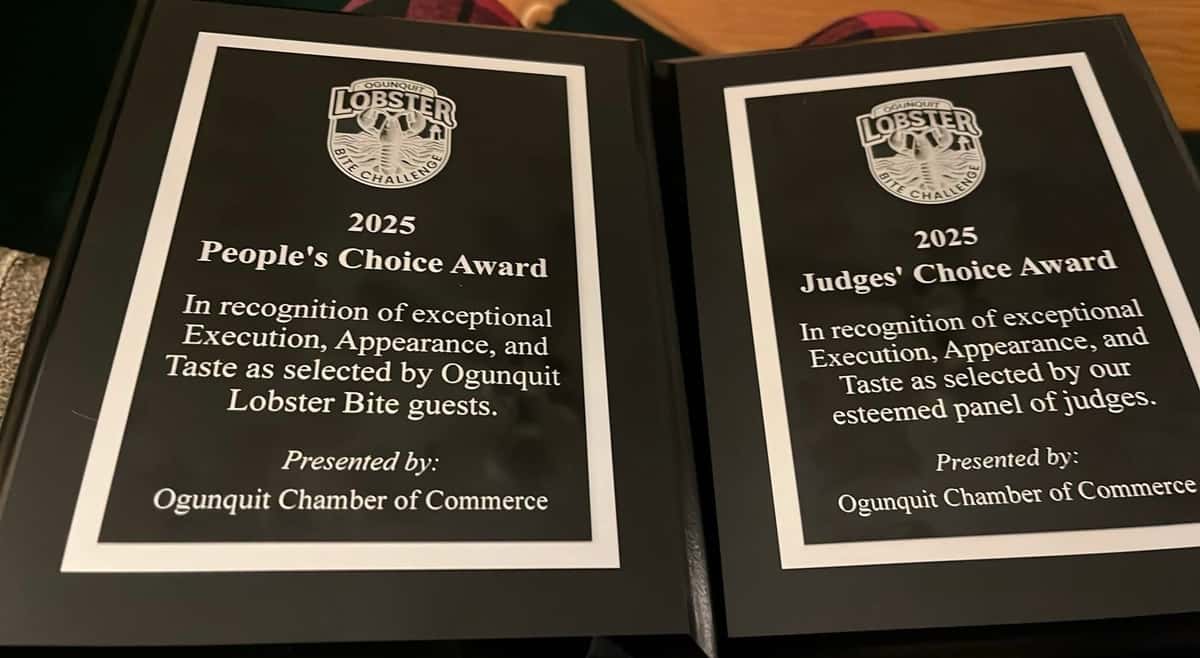 OGUNQUIT
LOBSTER
BITE CHALLENGE
2025
People's Choice Award
In recognition of exceptional
Execution, Appearance, and
Taste as selected by Ogunquit
Lobster Bite guests.
Presented by:
Ogunquit Chamber of Commerce
OGUNQUIT
LOBSTER
BITE CHALLENGE
2025
Judges' Choice Award
In recognition of exceptional
Execution, Appearance, and
Taste as selected by our
esteemed panel of judges.
Presented by:
Ogunquit Chamber of Commerce